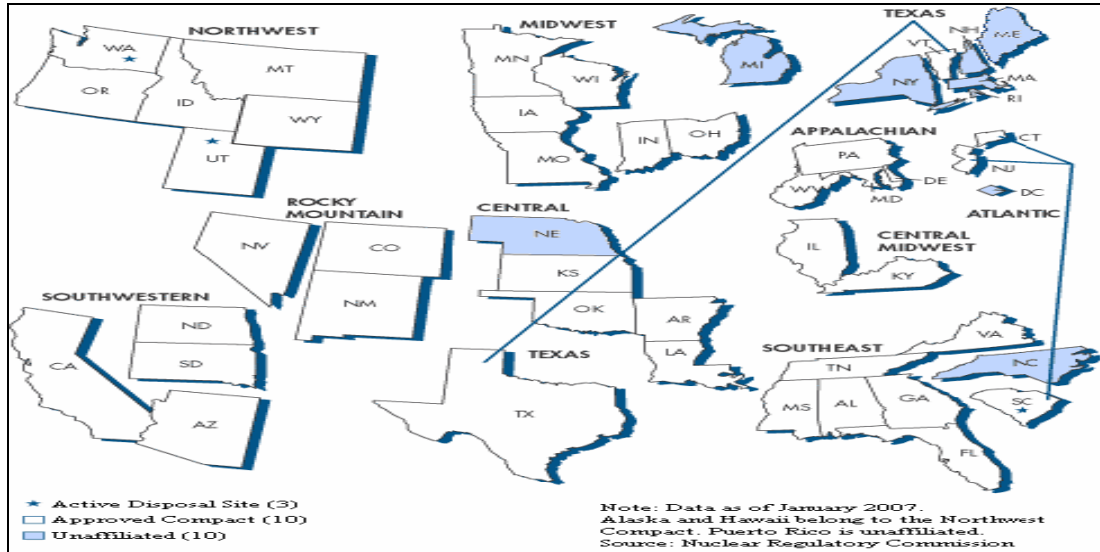 NORTHWEST
WA
MT
OR
ID
WY
UT
MIDWEST
MN
WI
MI
IA
MO
IN
OH
TEXAS
NH
VT
ME
NY
MA
RI
APPALACHIAN
PA
WV
MD
DE
CT
NJ
DC
ATLANTIC
ROCKY
MOUNTAIN
NV
CO
NM
CENTRAL
NE
KS
OK
AR
LA
CENTRAL
MIDWEST
IL
KY
SOUTHWESTERN
ND
SD
CA
AZ
TEXAS
TX
SOUTHEAST
VA
TN
NC
SC
MS
AL
GA
FL
Active Disposal Site (3)
Approved Compact (10)
Unaffiliated (10)
Note: Data as of January 2007.
Alaska and Hawaii belong to the Northwest
Compact. Puerto Rico is unaffiliated.
Source: Nuclear Regulatory Commission